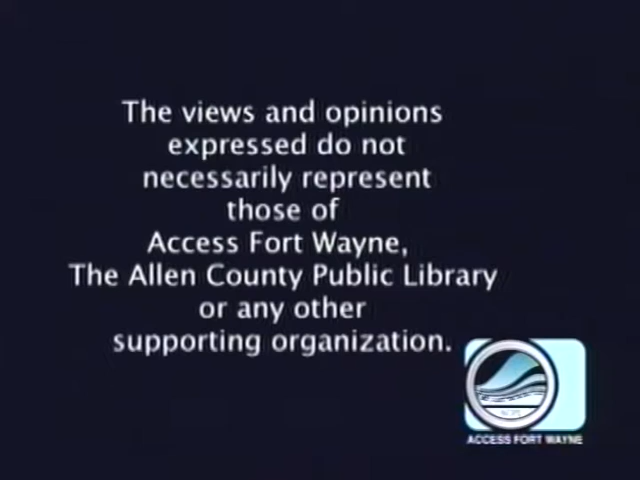 The views and opinions
expressed do not
necessarily represent
those of
Access Fort Wayne,
The Allen County Public Library
or any other
supporting organization.
ACCESS FORT WAYNE